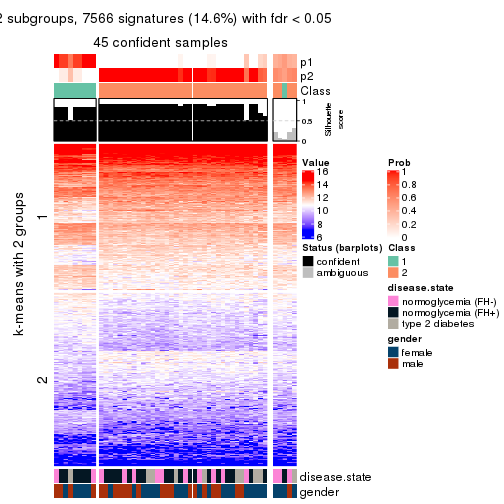 2 subgroups, 7566 signatures (14.6%) with fdr < 0.05
45 confident samples
p1
p2
Class
1
0.5
0
Silhouette
score
k-means with 2 groups
1
2
Value
16
14
12
10
8
6
Prob
1
0.8
0.6
0.4
0.2
0
Status (barplots)
confident
ambiguous
Class
1
2
disease.state
normoglycemia (FH-)
normoglycemia (FH+)
type 2 diabetes
gender
female
male
disease.state
gender